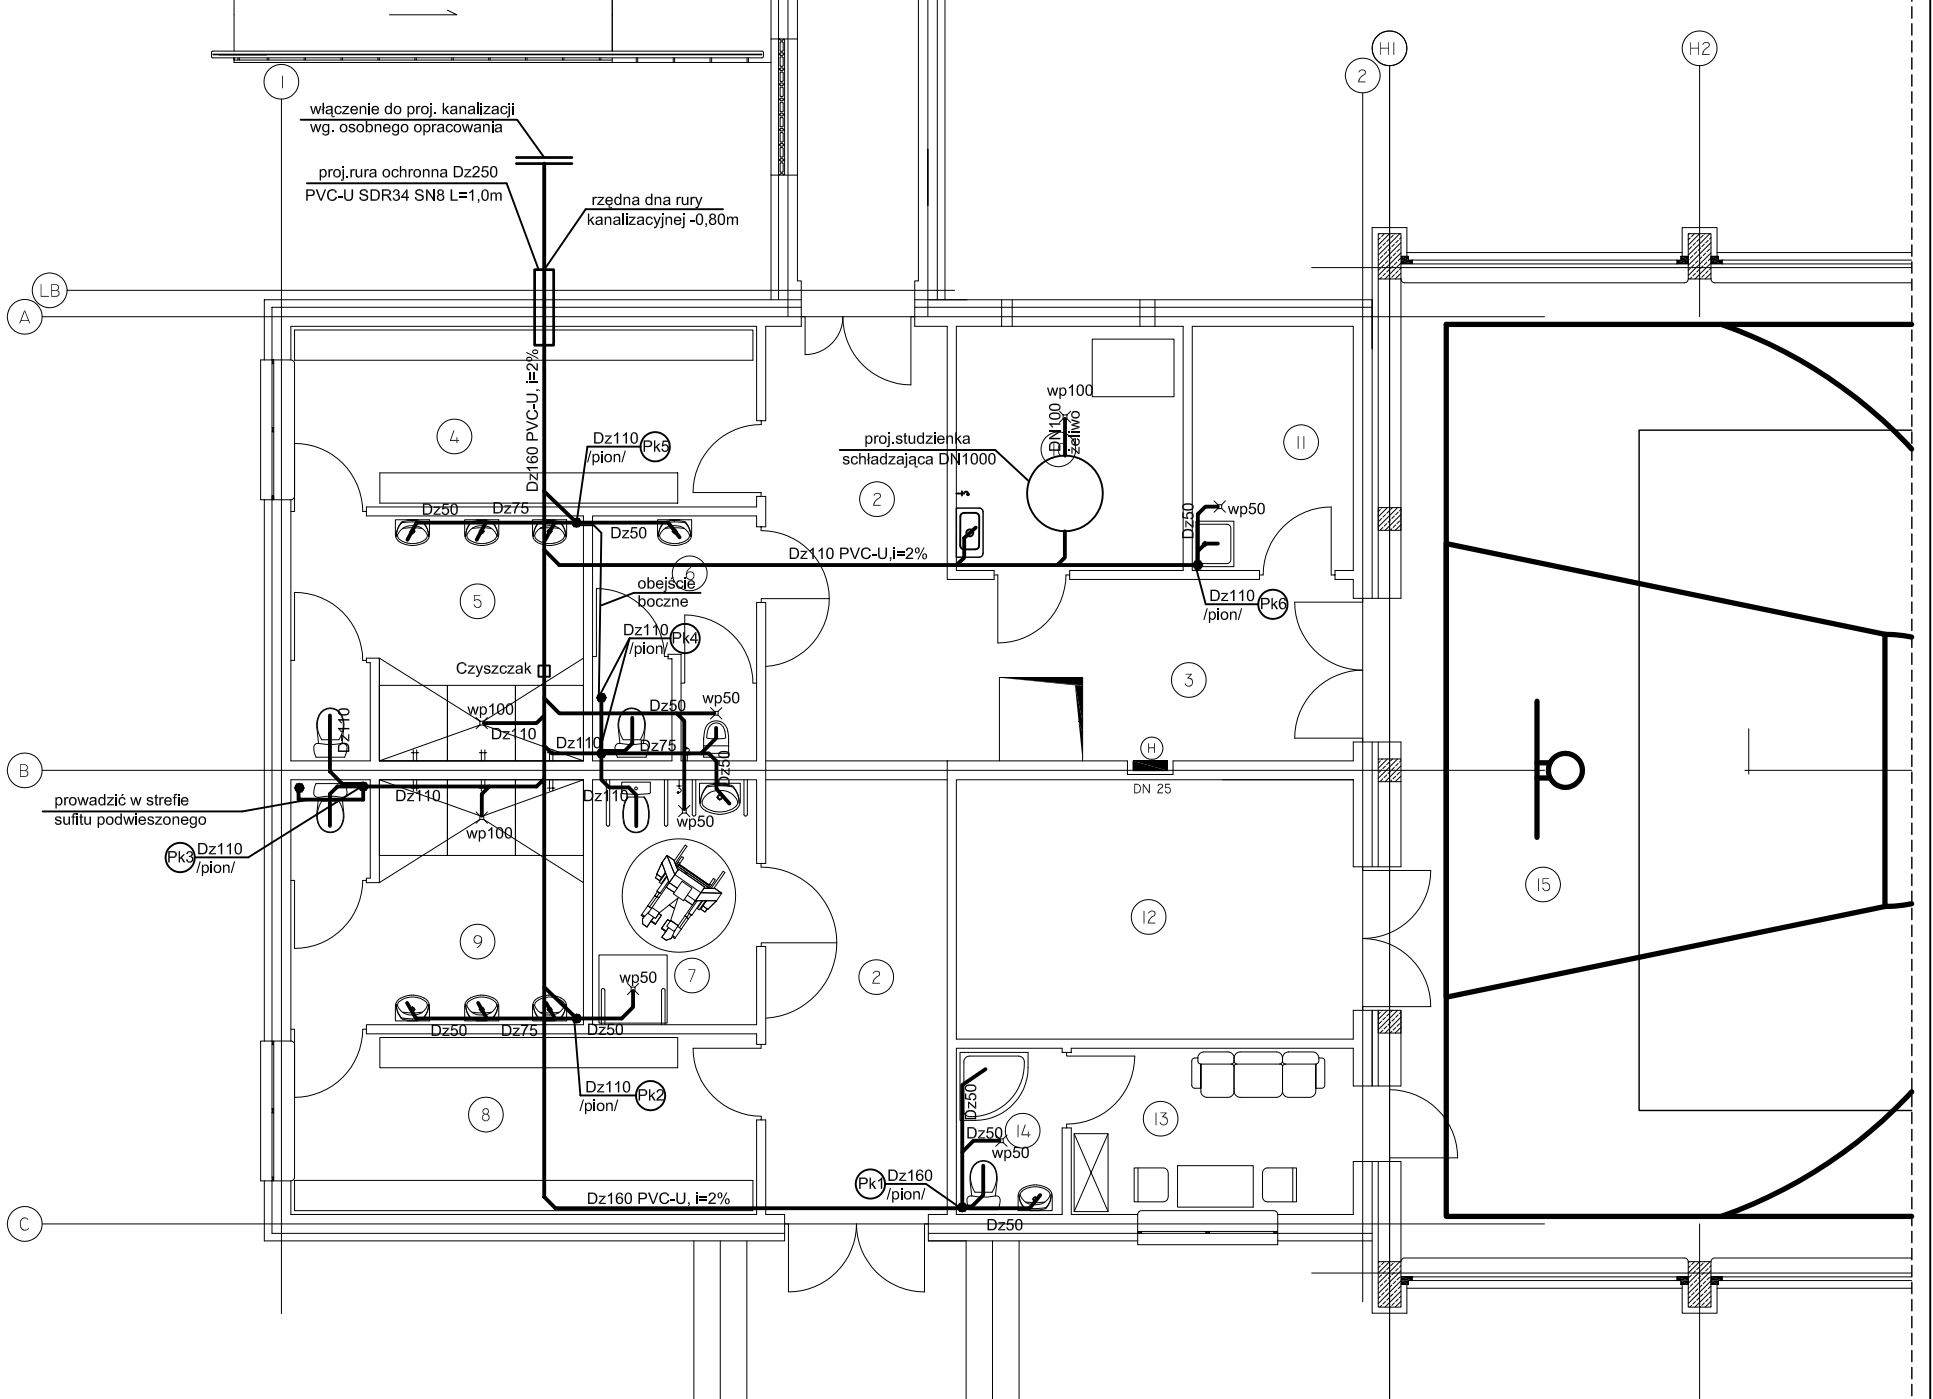 1
H1
H2
2
włączenie do proj. kanalizacji
wg. osobnego opracowania
proj.rura ochronna Dz250
PVC-U SDR34 SN8 L=1,0m
rzędna dna rury
kanalizacyjnej -0,80m
LB
A
Dz160 PVC-U, i=2%
wp100
DN100
żeliwo
4
Dz110
/pion/
Pk5
proj.studzienka
schładzająca DN1000
11
2
Dz50
Dz75
Dz50
Dz50
wp50
Dz110 PVC-U,i=2%
6
5
obejście
boczne
Dz110
/pion/
Pk6
Dz110
/pion/
Pk4
Czyszczak
3
wp100
Dz110
Dz110
Dz50
wp50
Dz110
Dz75
Dz50
H
DN 25
B
prowadzić w strefie
sufitu podwieszonego
Dz110
wp100
Dz110
wp50
Pk3
Dz110
/pion/
15
12
9
7
wp50
2
Dz50
Dz75
Dz50
Dz110
/pion/
Pk2
8
Dz50
Dz50
wp50
14
13
Pk1
Dz160
/pion/
Dz160 PVC-U, i=2%
Dz50
C